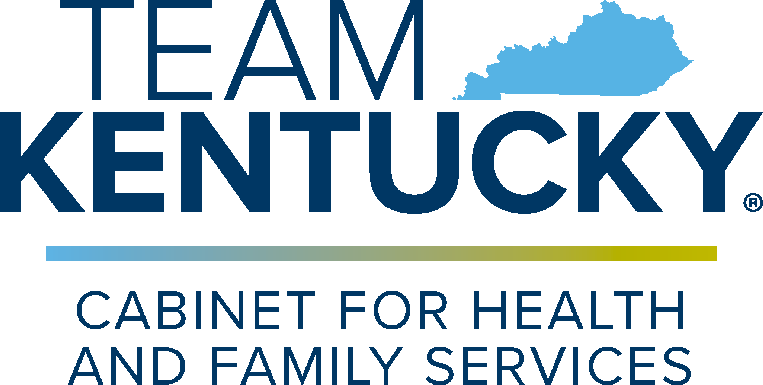 TEAM
KENTUCKY®
CABINET FOR HEALTH
AND FAMILY SERVICES